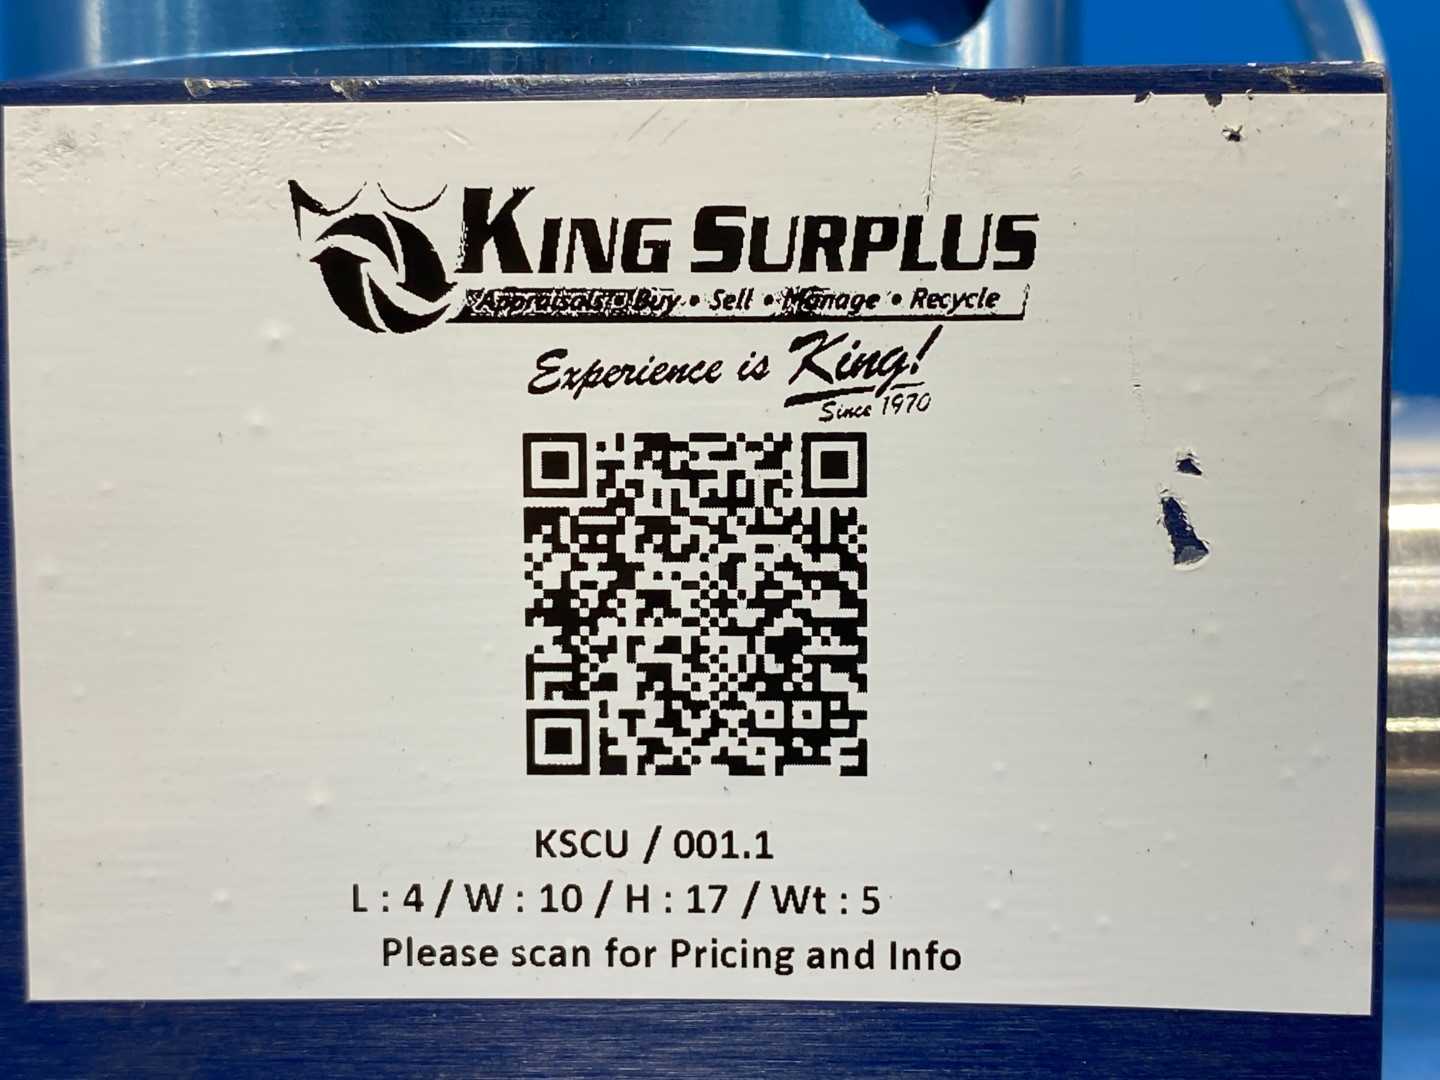 KING SURPLUS
Appraisals • Buy • Sell • Manage • Recycle
Experience is King!
Since 1970
KSCU / 001.1
L : 4 / W : 10 / H : 17 / Wt : 5
Please scan for Pricing and Info